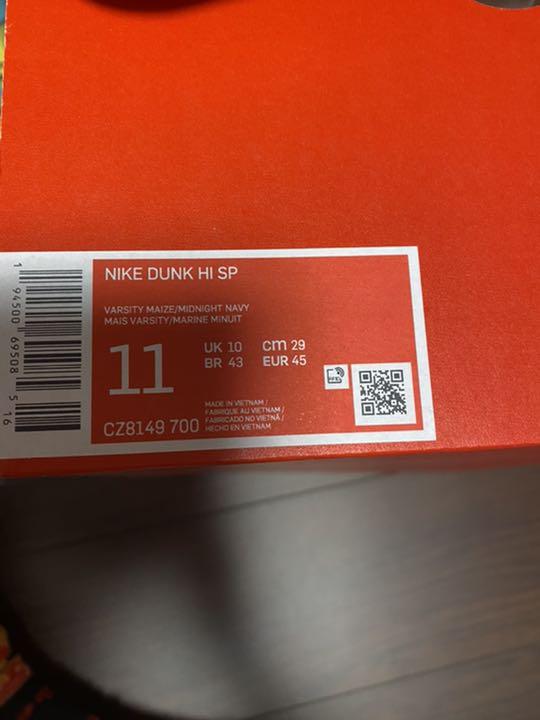 NIKE DUNK HI SP
VARSITY MAIZE/MIDNIGHT NAVY
MAIS VARSITY/MARINE MINUIT
11
UK 10 cm 29
BR 43 EUR 45
MADE IN VIETNAM /
FABRIQUE AU VIETNAM /
FABRICADO NO VIETNÃ /
HECHO EN VIETNAM
CZ8149 700
1 94500 69508 5 16